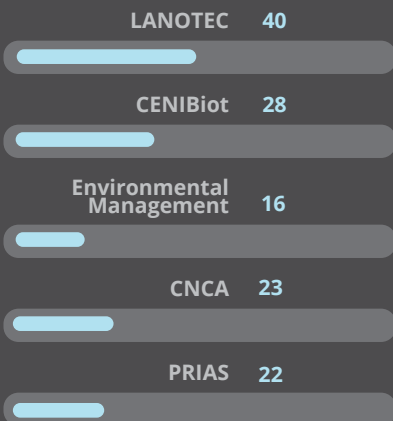 LANOTEC 40
CENIBiot 28
Environmental
Management 16
CNCA 23
PRIAS 22